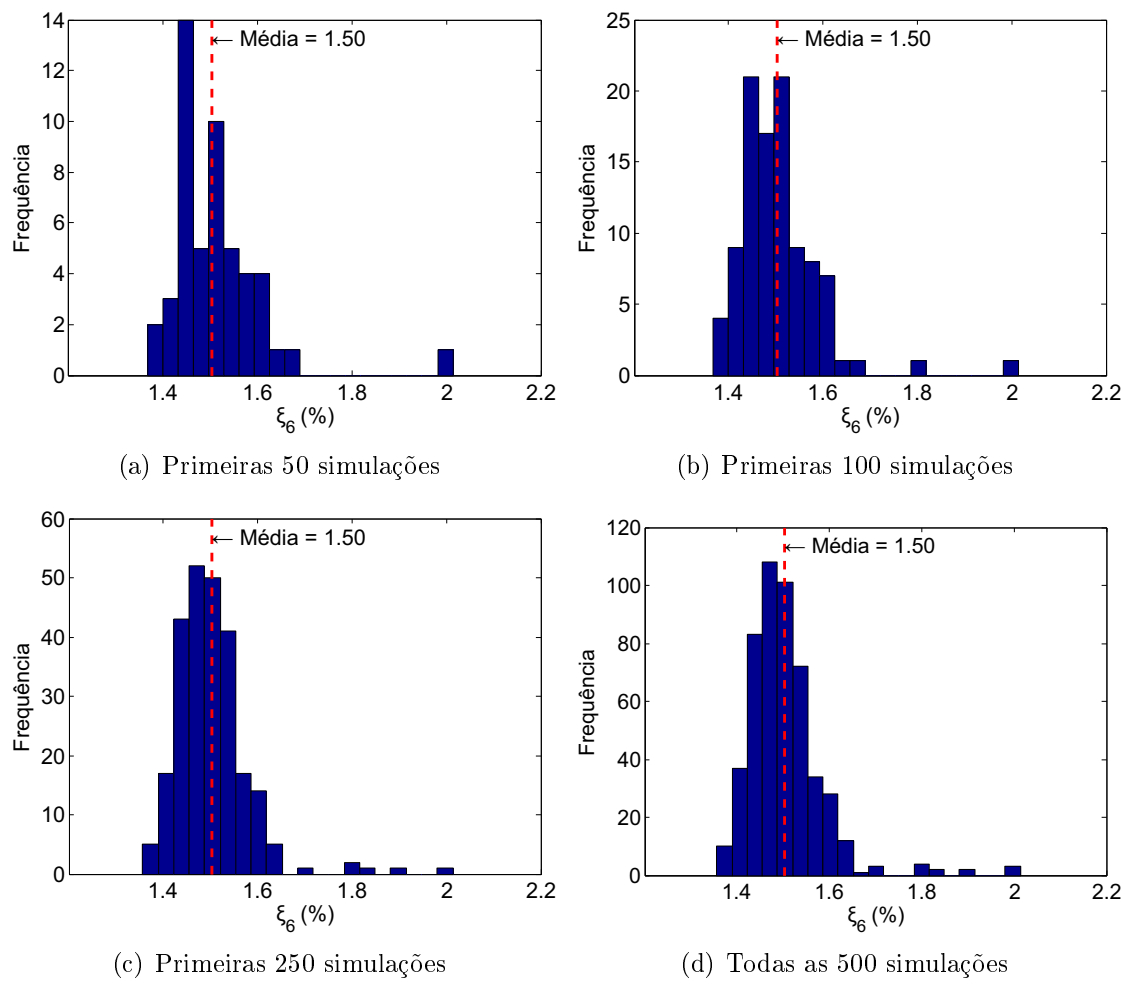 14
12
10
8
6
4
2
0
Frequência
← Média = 1.50
1.4 1.6 1.8 2 2.2
ξ6 (%)
(a) Primeiras 50 simulações
25
20
15
10
5
0
Frequência
← Média = 1.50
1.4 1.6 1.8 2 2.2
ξ6 (%)
(b) Primeiras 100 simulações
60
50
40
30
20
10
0
Frequência
← Média = 1.50
1.4 1.6 1.8 2 2.2
ξ6 (%)
(c) Primeiras 250 simulações
120
100
80
60
40
20
0
Frequência
← Média = 1.50
1.4 1.6 1.8 2 2.2
ξ6 (%)
(d) Todas as 500 simulações